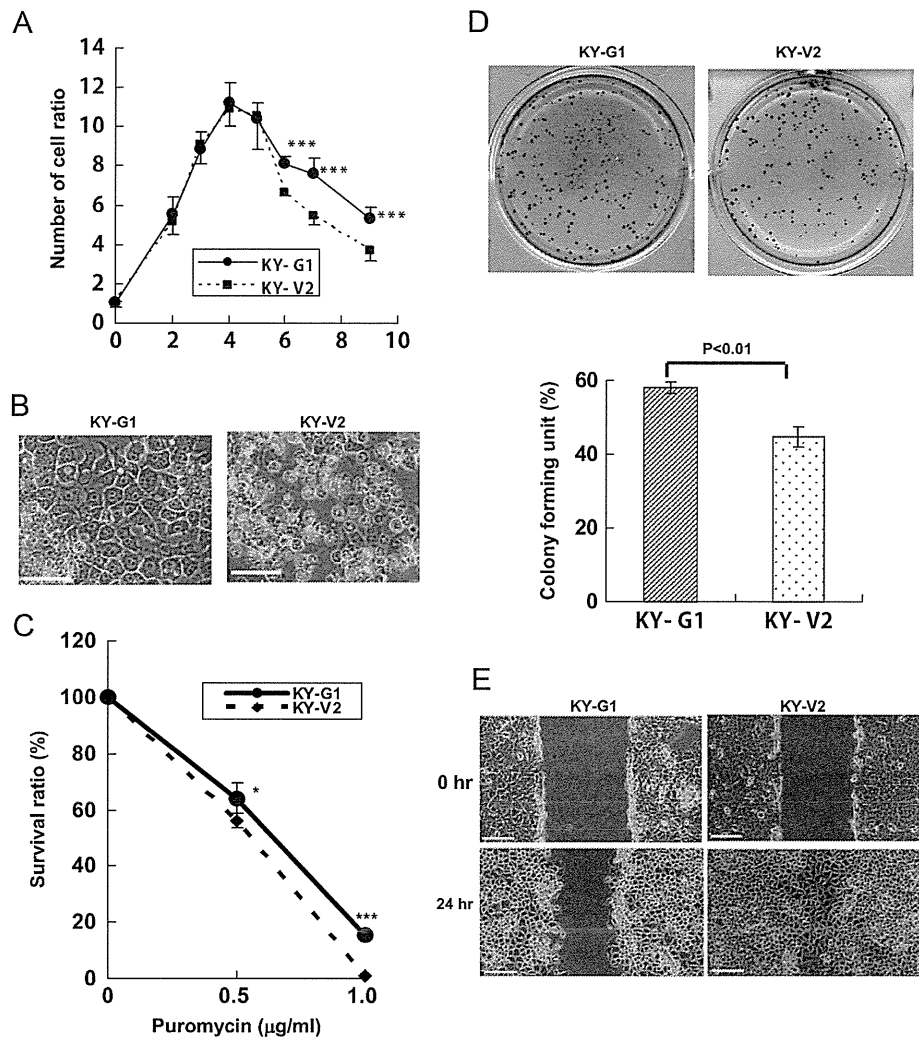 A
Number of cell ratio
14
12
10
8
6
4
2
0
0 2 4 6 8 10
***
***
***
KY- G1
KY- V2
B
KY-G1 KY-V2
C
Survival ratio (%)
120
100
80
60
40
20
0
0 0.5 1.0
Puromycin (µg/ml)
KY-G1
KY-V2
*
***
D
KY-G1 KY-V2
P<0.01
Colony forming unit (%)
60
40
20
0
KY- G1 KY- V2
E
KY-G1 KY-V2
0 hr
24 hr